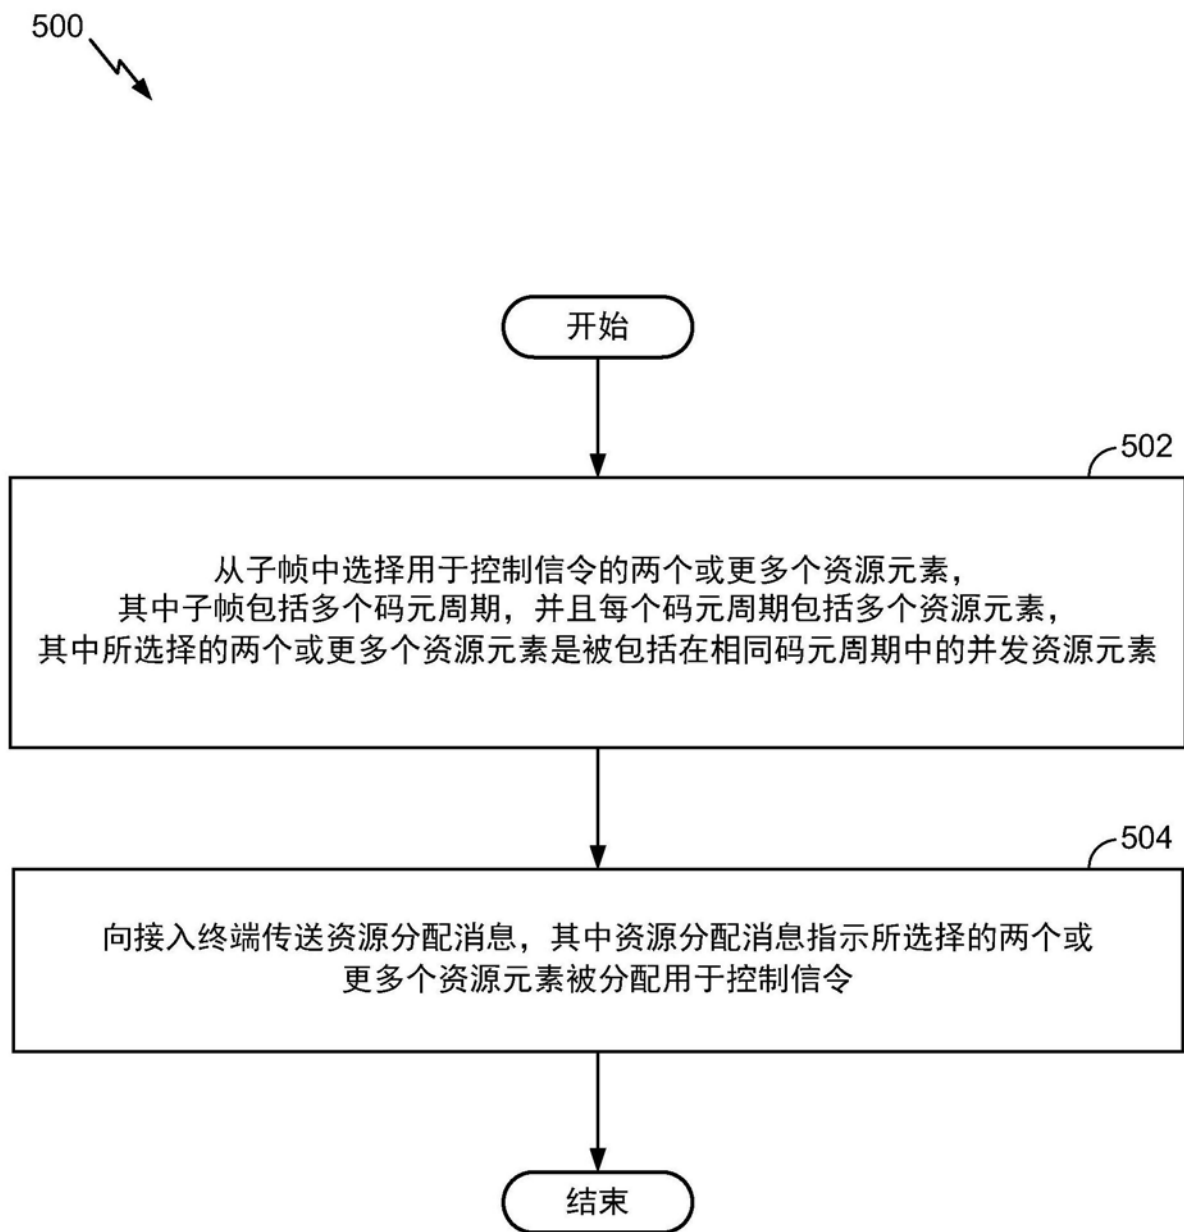 500
开始
502
从子帧中选择用于控制信令的两个或更多个资源元素，
其中子帧包括多个码元周期，并且每个码元周期包括多个资源元素，
其中所选择的两个或更多个资源元素是被包括在相同码元周期中的并发资源元素
504
向接入终端传送资源分配消息，其中资源分配消息指示所选择的两个或
更多个资源元素被分配用于控制信令
结束